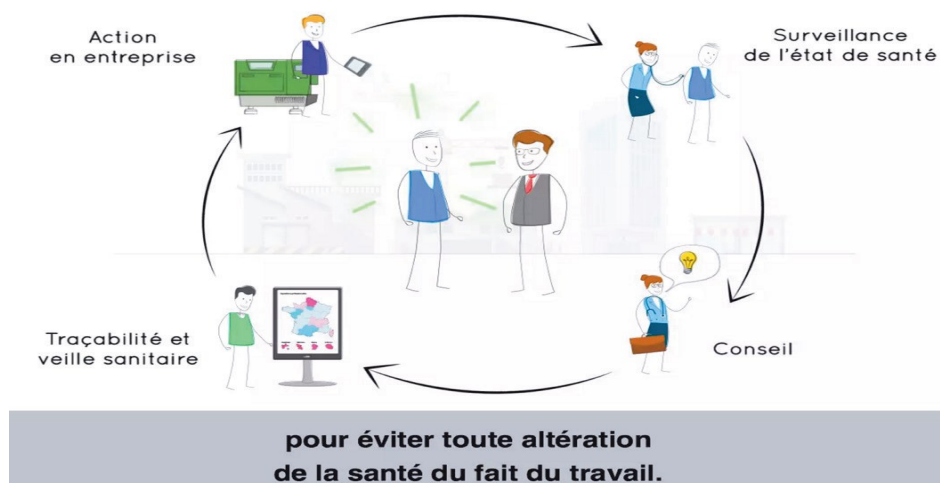 Action
en entreprise
Surveillance
de l'état de santé
Traçabilité et
veille sanitaire
Conseil
pour éviter toute altération
de la santé du fait du travail.